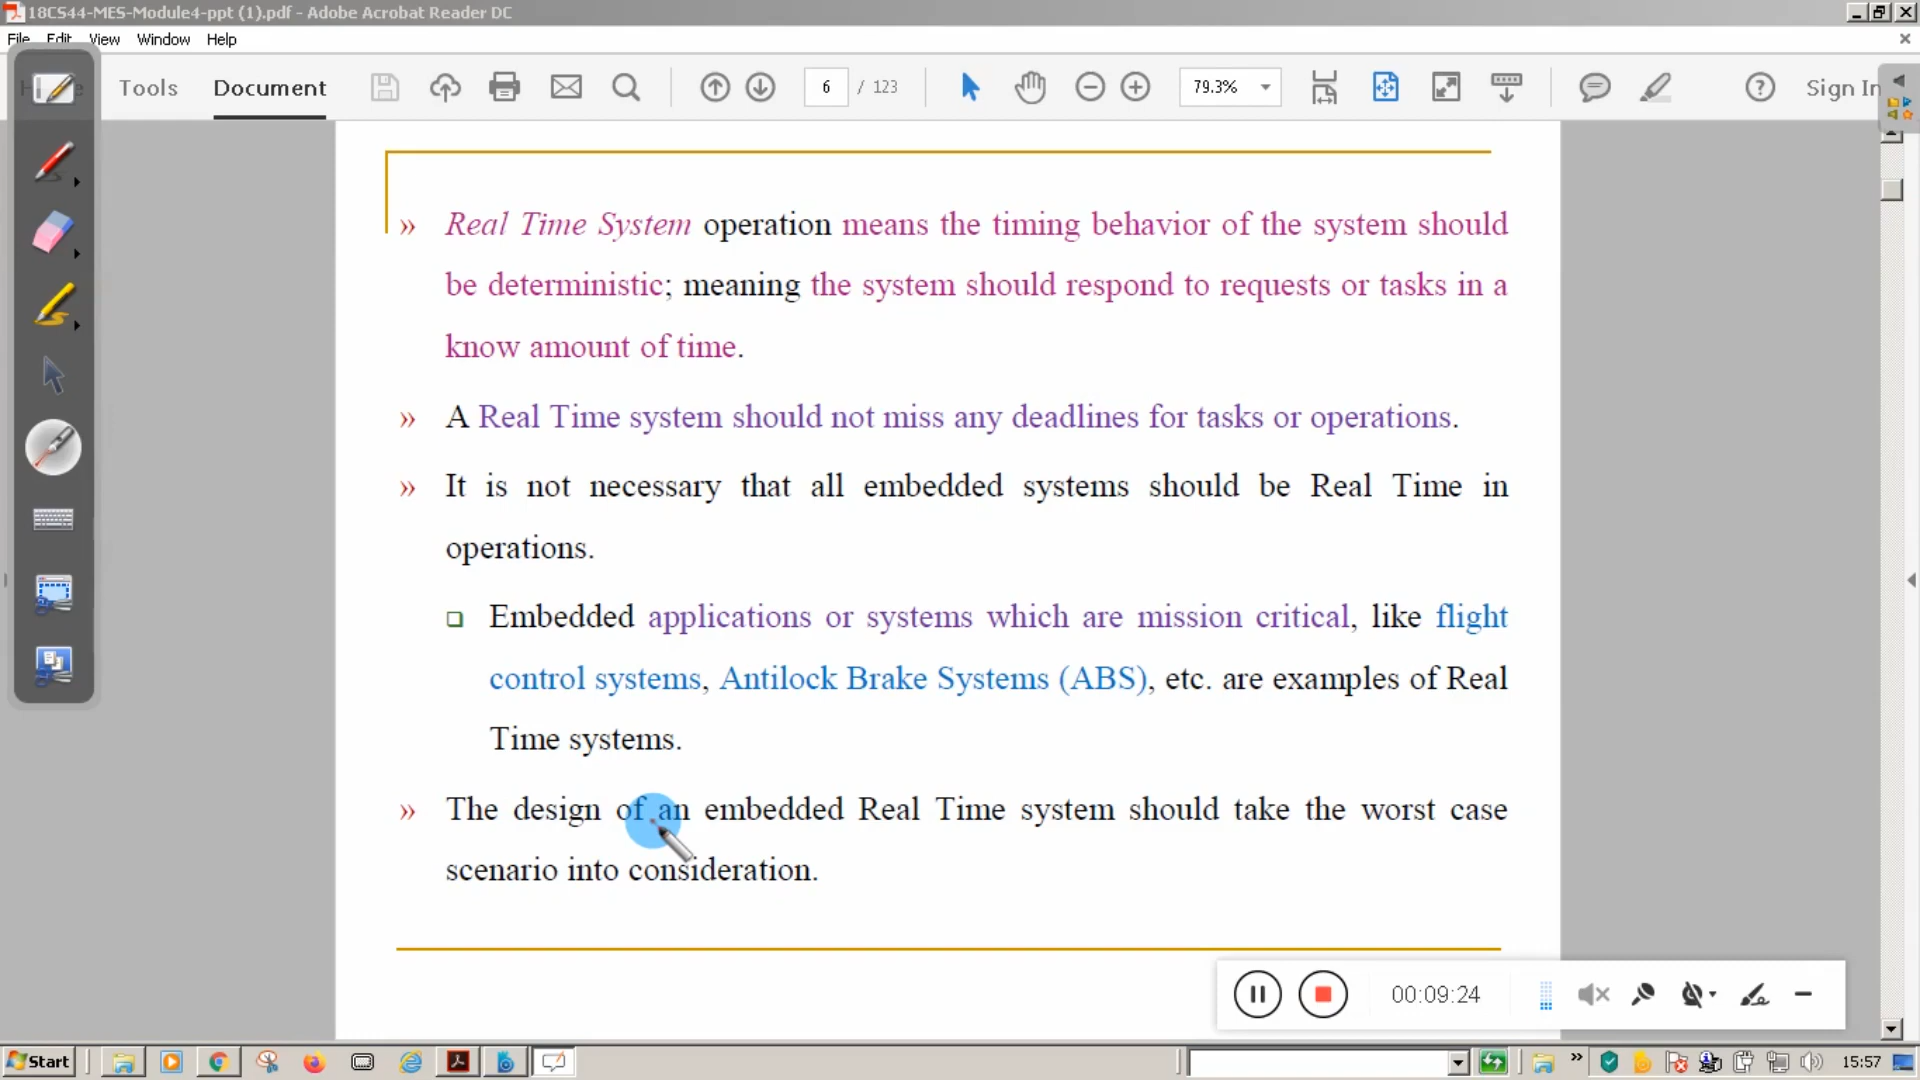 18CS44-MES-Module4-ppt (1).pdf - Adobe Acrobat Reader DC
File Edit View Window Help
Tools Document 6 / 123 79.3% Sign In
» Real Time System operation means the timing behavior of the system should
be deterministic; meaning the system should respond to requests or tasks in a
know amount of time.
» A Real Time system should not miss any deadlines for tasks or operations.
» It is not necessary that all embedded systems should be Real Time in
operations.
Embedded applications or systems which are mission critical, like flight
control systems, Antilock Brake Systems (ABS), etc. are examples of Real
Time systems.
» The design of an embedded Real Time system should take the worst case
scenario into consideration.
00:09:24
Start 15:57